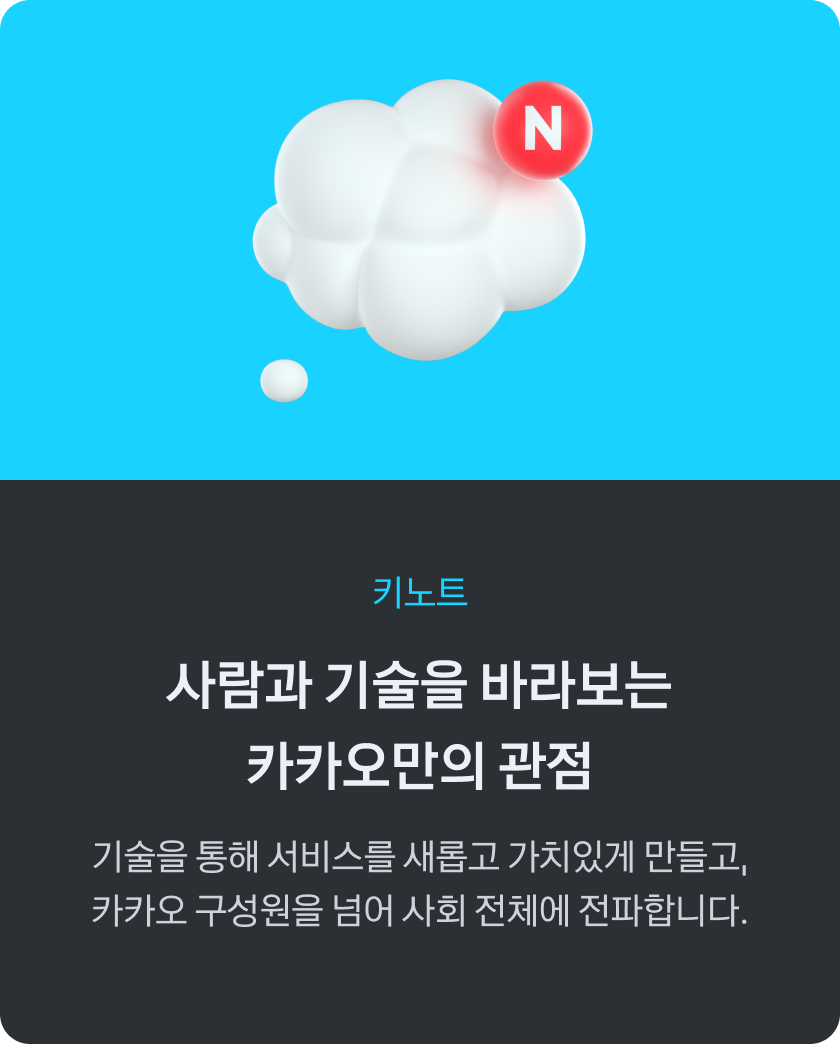 N
키노트
사람과 기술을 바라보는
카카오만의 관점
기술을 통해 서비스를 새롭고 가치있게 만들고,
카카오 구성원을 넘어 사회 전체에 전파합니다.